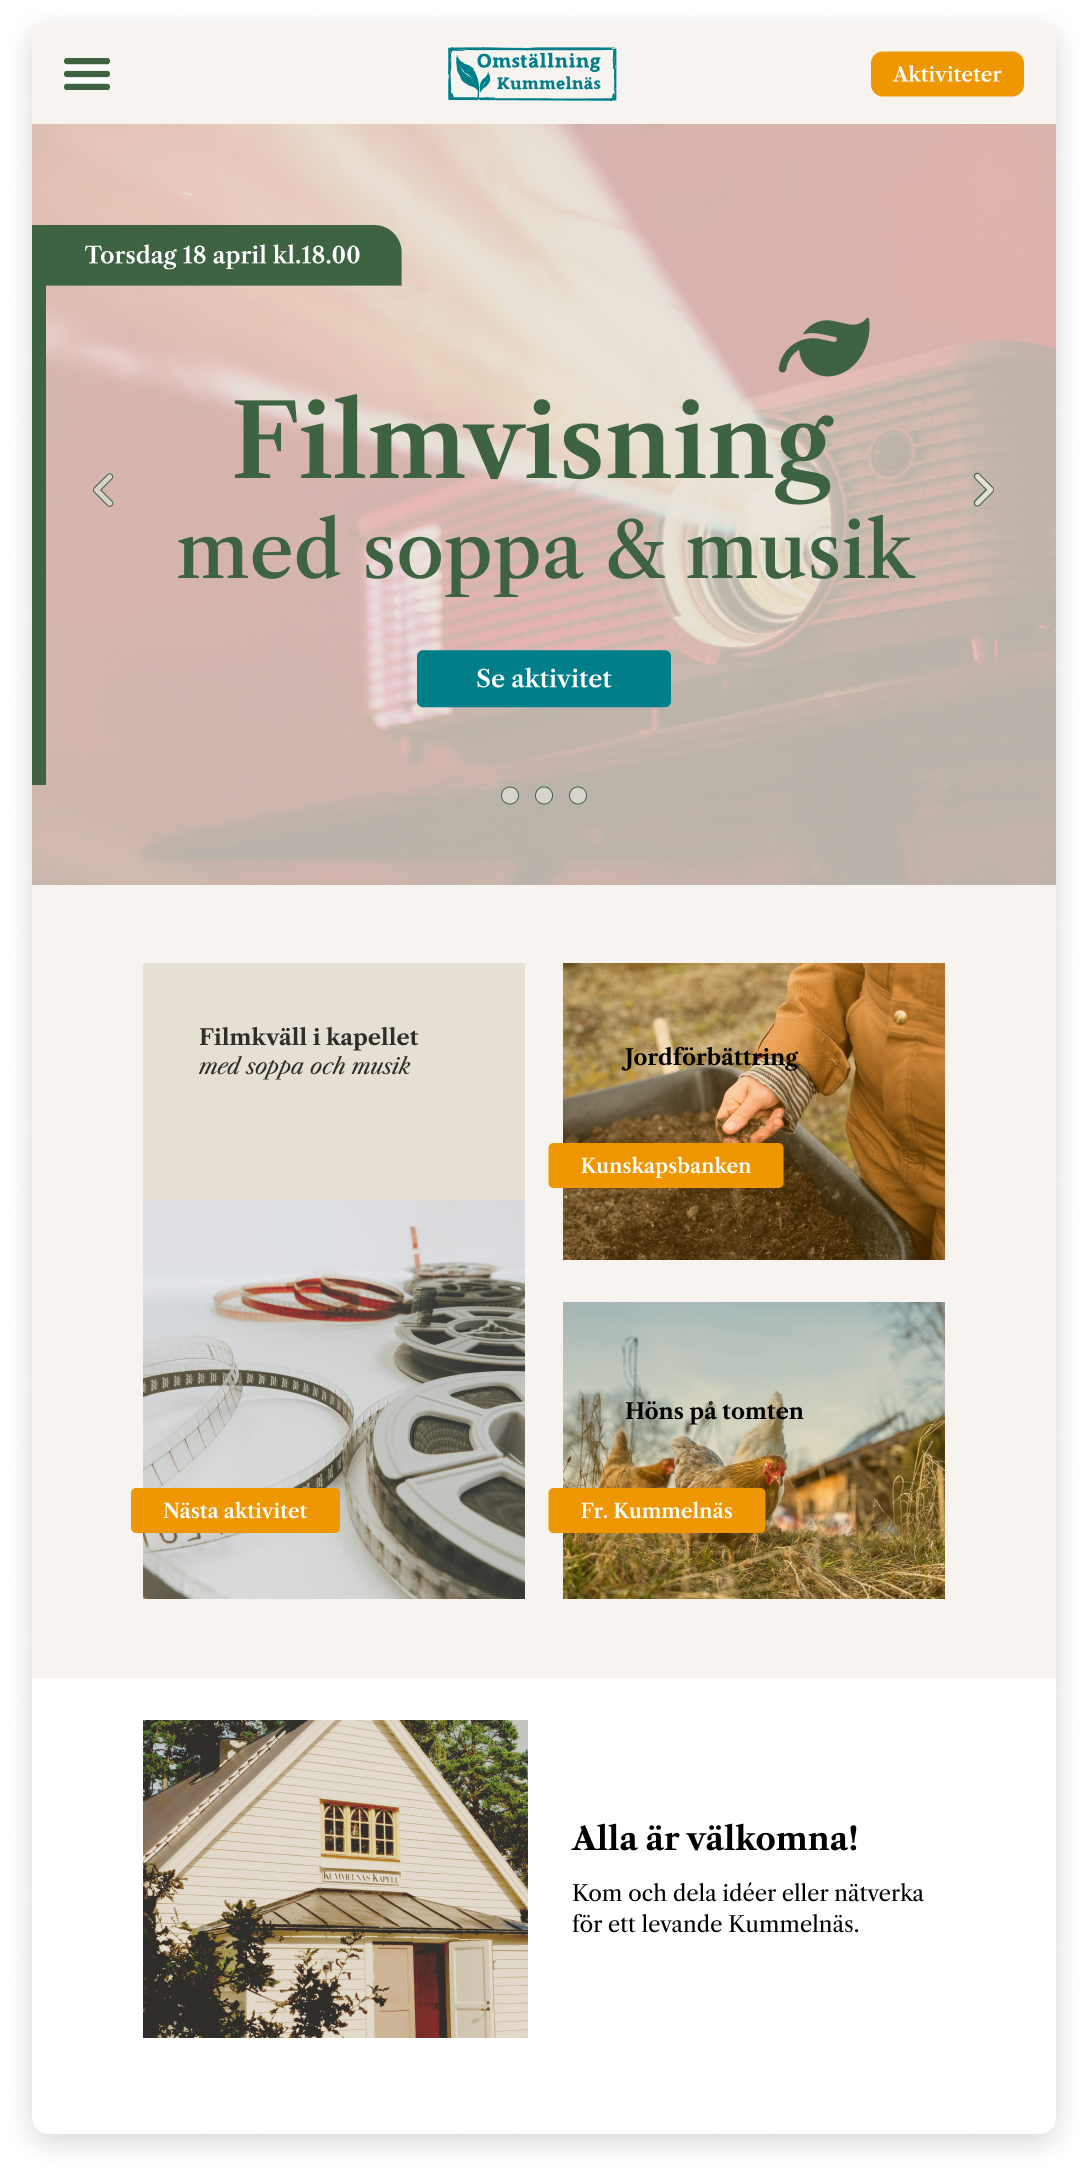 Omställning
Kummelnäs
Aktiviteter
Torsdag 18 april kl.18.00
Filmvisning
med soppa & musik
Se aktivitet
Filmkväll i kapellet
med soppa och musik
Nästa aktivitet
Jordförbättring
Kunskapsbanken
Höns på tomten
Fr. Kummelnäs
KUMMELNÄS KAPELL
Alla är välkomna!
Kom och dela idéer eller nätverka
för ett levande Kummelnäs.